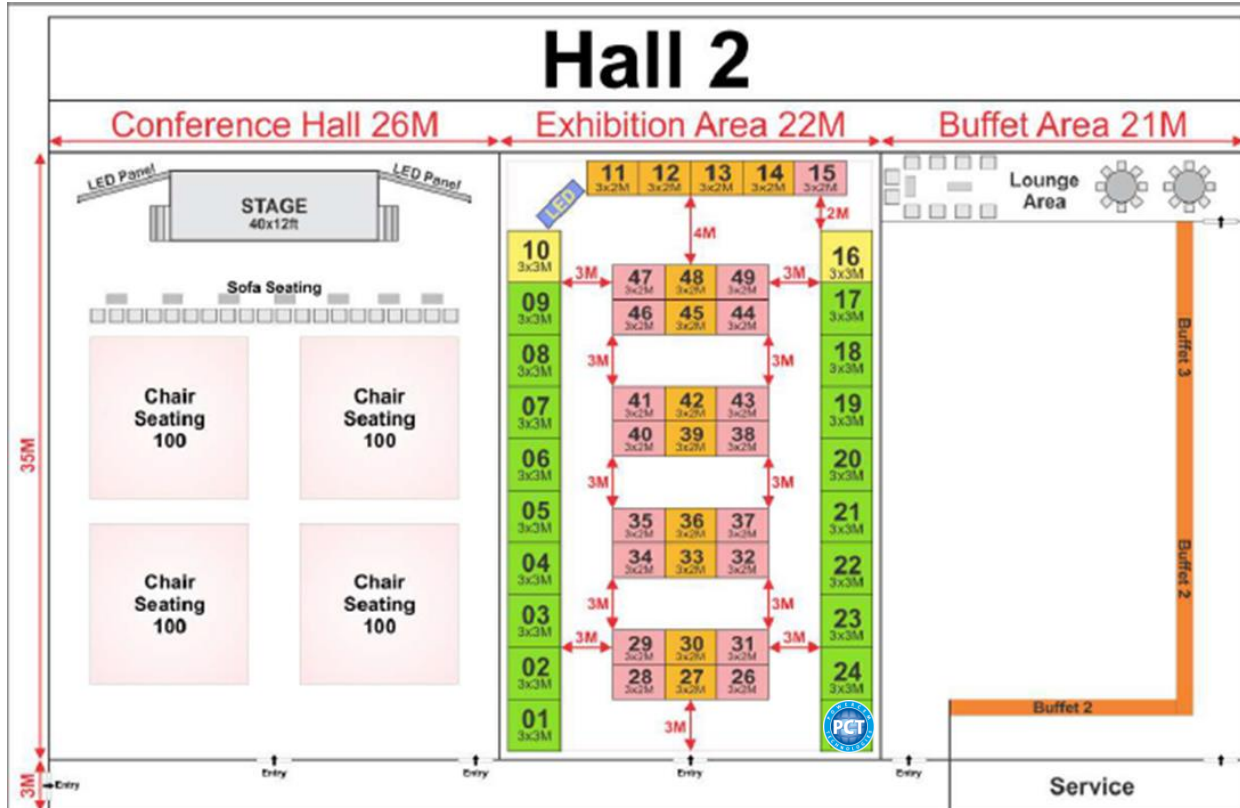 Hall 2
Conference Hall 26M
Exhibition Area 22M
Buffet Area 21M
35M
3M
LED Panel
LED Panel
STAGE
40x12ft
Sofa Seating
Chair
Seating
100
Chair
Seating
100
Chair
Seating
100
Chair
Seating
100
LED
11
3x2M
12
3x2M
13
3x2M
14
3x2M
15
3x2M
4M
2M
10
3x3M
09
3x3M
08
3x3M
07
3x3M
06
3x3M
05
3x3M
04
3x3M
03
3x3M
02
3x3M
01
3x3M
3M
47
3x2M
48
3x2M
49
3x2M
3M
46
3x2M
45
3x2M
44
3x2M
3M
3M
41
3x2M
42
3x2M
43
3x2M
40
3x2M
39
3x2M
38
3x2M
3M
3M
35
3x2M
36
3x2M
37
3x2M
34
3x2M
33
3x2M
32
3x2M
3M
3M
3M
29
3x2M
30
3x2M
31
3x2M
3M
28
3x2M
27
3x2M
26
3x2M
3M
16
3x3M
17
3x3M
18
3x3M
19
3x3M
20
3x3M
21
3x3M
22
3x3M
23
3x3M
24
3x3M
POWERCEM
PCT
TECHNOLOGIES
Lounge
Area
Buffet 3
Buffet 2
Buffet 2
Entry
Entry
Entry
Entry
Entry
Service